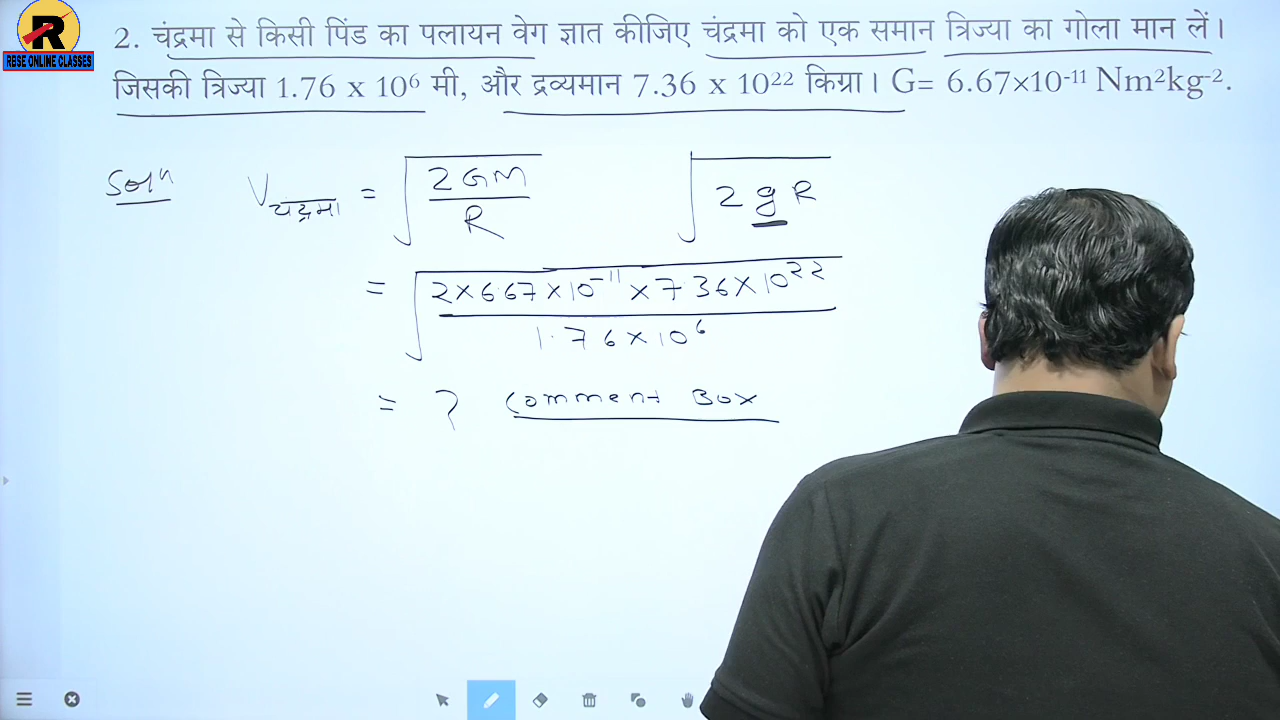 R
RBSE ONLINE CLASSES
2. चंद्रमा से किसी पिंड का पलायन वेग ज्ञात कीजिए चंद्रमा को एक समान त्रिज्या का गोला मान लें।
जिसकी त्रिज्या 1.76 x 10⁶ मी, और द्रव्यमान 7.36 x 10²² किग्रा। G= 6.67×10⁻¹¹ Nm²kg⁻².
Solⁿ V चंद्रमा = √(2GM/R) √(2gR)
= √(2×6.67×10⁻¹¹×7.36×10²²/1.76×10⁶)
= ? Comment Box